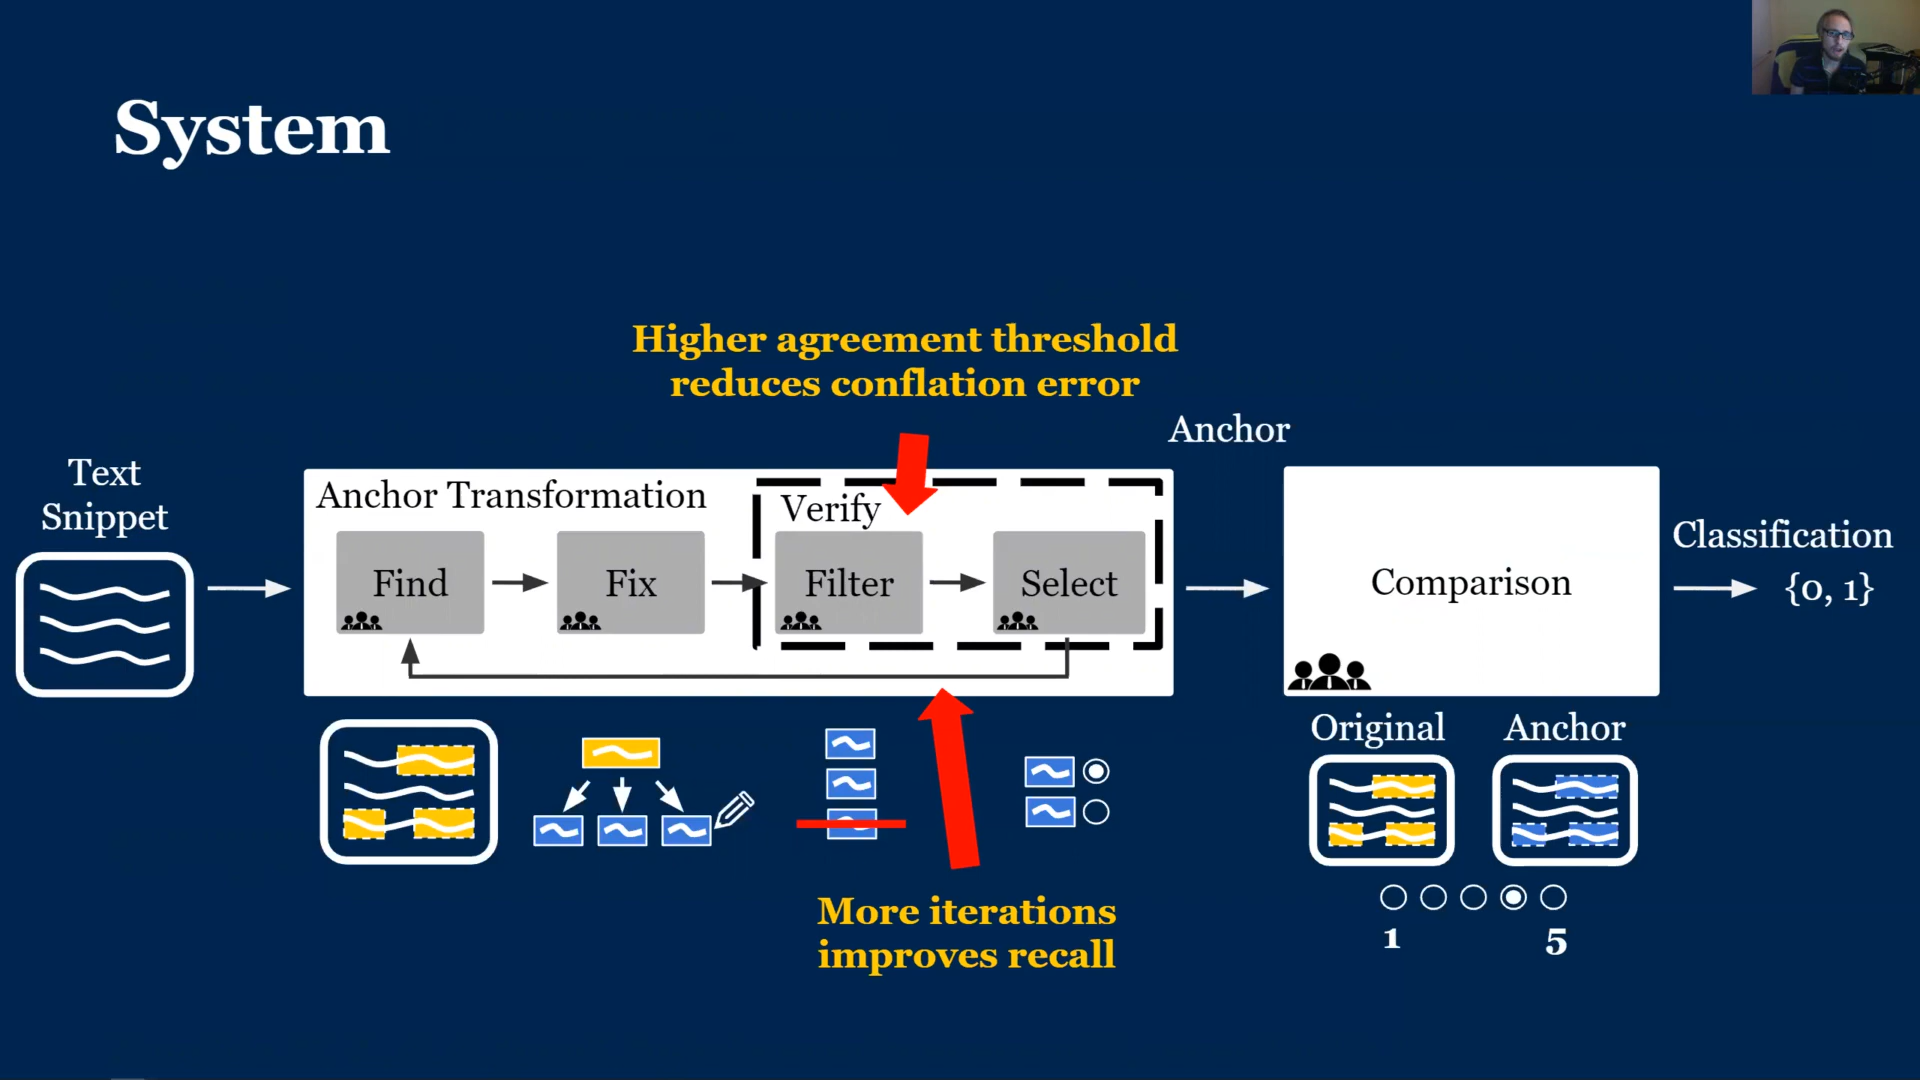 System
Higher agreement threshold
reduces conflation error
Anchor
Text
Snippet
Anchor Transformation
Verify
Find
Fix
Filter
Select
Comparison
Classification
{0, 1}
Original
Anchor
1
5
More iterations
improves recall